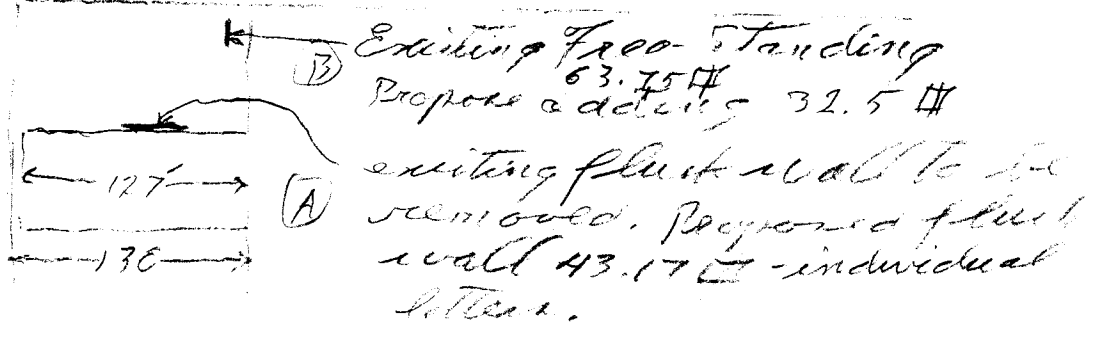 (B) Existing Free-Standing
63.75 #
Propose adding 32.5 #
existing flush wall to be
127'
(A) removed. Proposed flush
wall 43.17 □ - individual
letters.